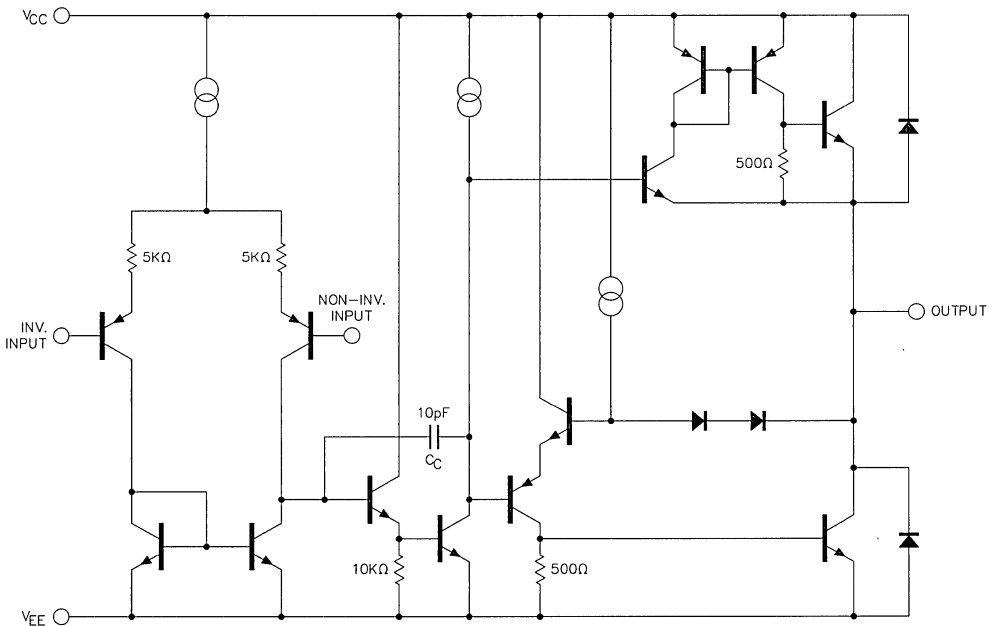 VCC
500Ω
5KΩ
5KΩ
NON-INV.
INPUT
INV.
INPUT
OUTPUT
10pF
CC
10KΩ
500Ω
VEE